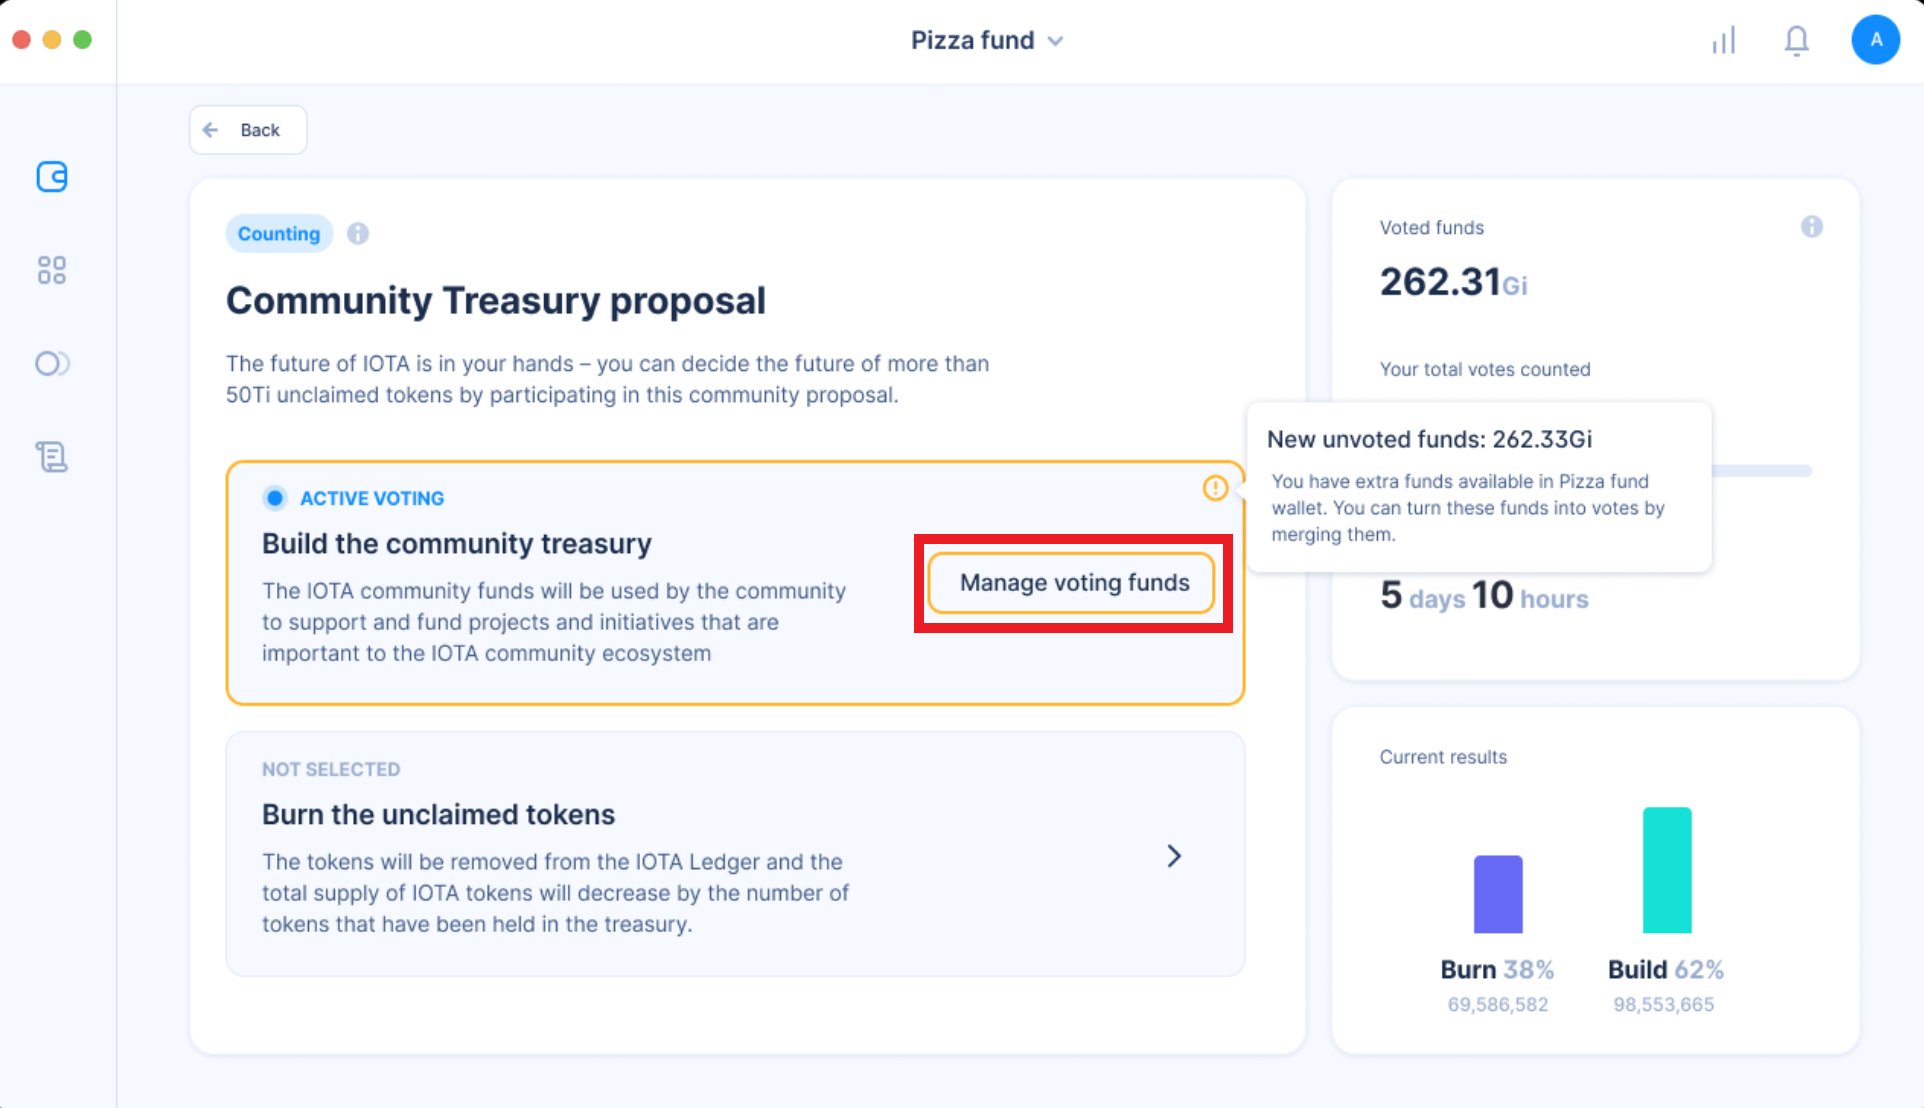 Pizza fund
A
Back
Counting
Community Treasury proposal
The future of IOTA is in your hands – you can decide the future of more than
50Ti unclaimed tokens by participating in this community proposal.
ACTIVE VOTING
Build the community treasury
The IOTA community funds will be used by the community
to support and fund projects and initiatives that are
important to the IOTA community ecosystem
Manage voting funds
NOT SELECTED
Burn the unclaimed tokens
The tokens will be removed from the IOTA Ledger and the
total supply of IOTA tokens will decrease by the number of
tokens that have been held in the treasury.
Voted funds
262.31Gi
Your total votes counted
New unvoted funds: 262.33Gi
You have extra funds available in Pizza fund
wallet. You can turn these funds into votes by
merging them.
5 days 10 hours
Current results
Burn 38%
69,586,582
Build 62%
98,553,665